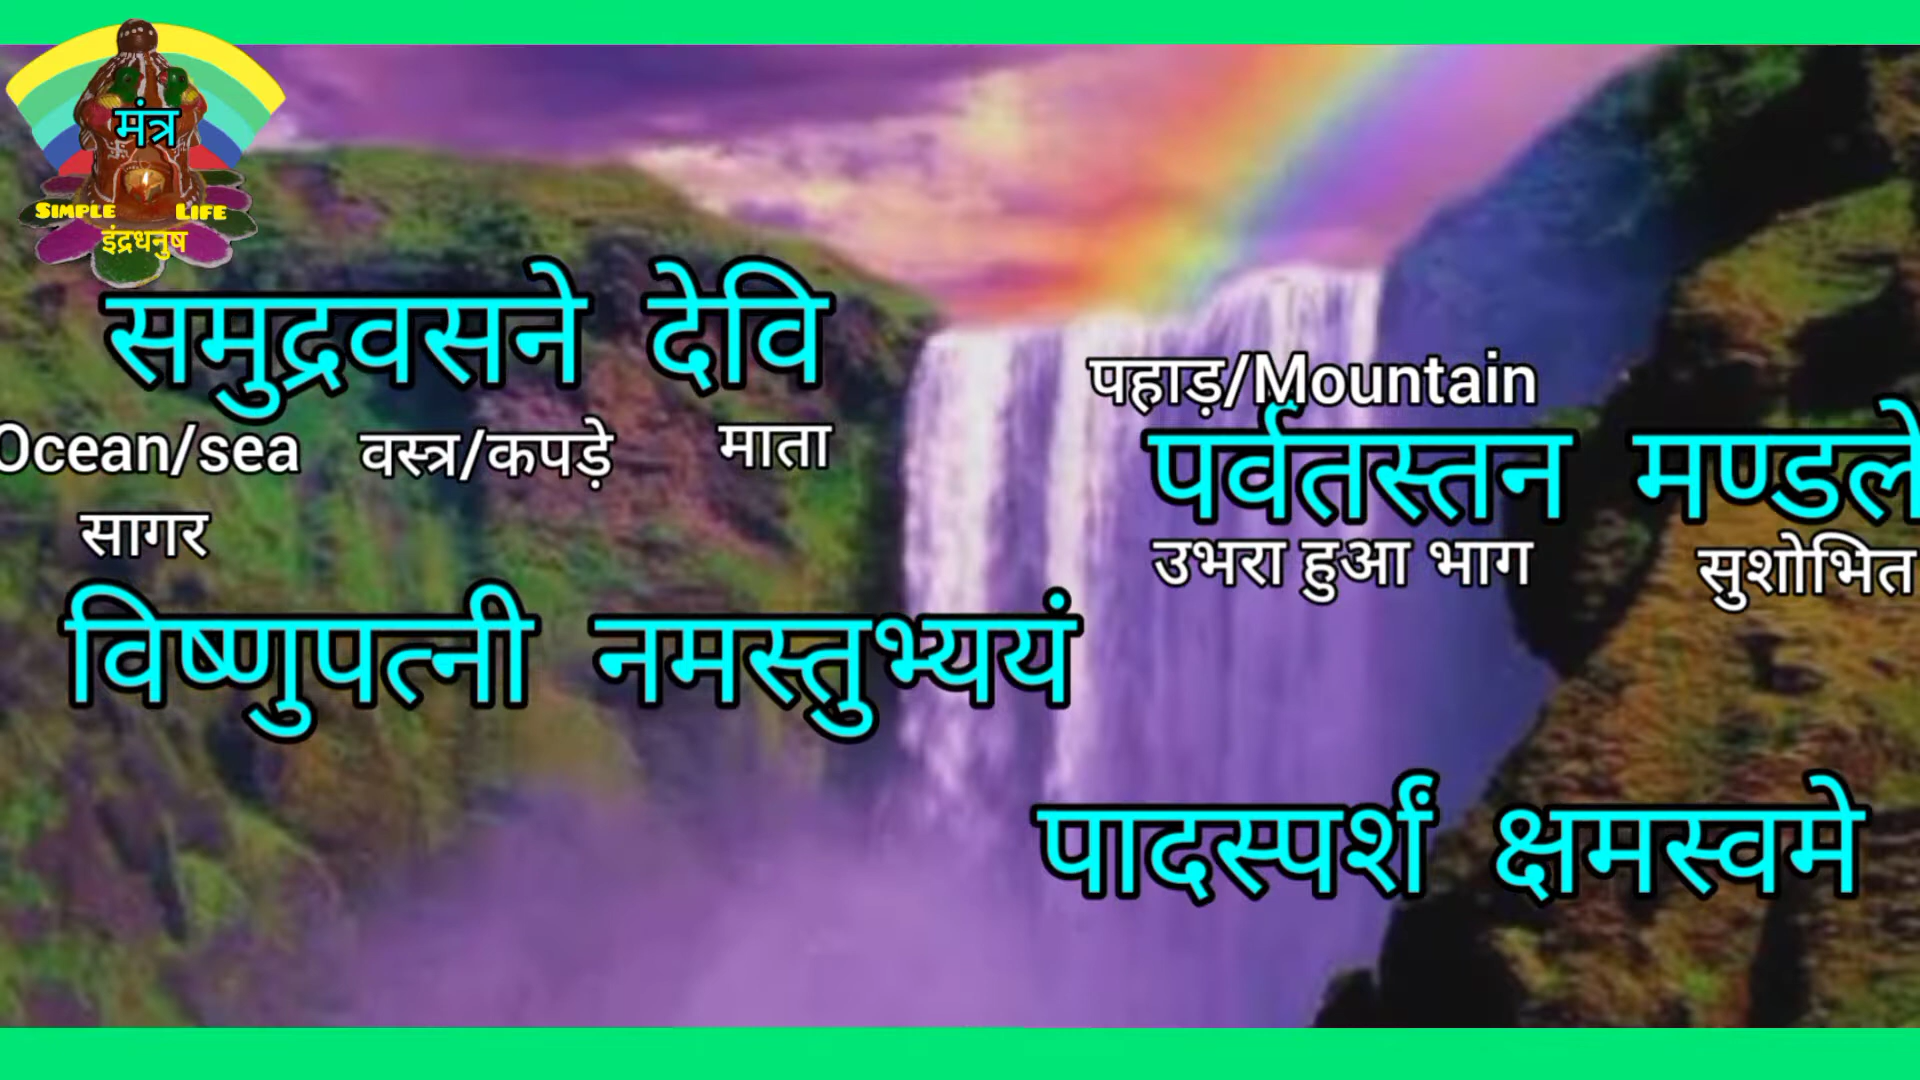 मंत्र
SIMPLE LIFE
इंद्रधनुष
समुद्रवसने देवि
Ocean/sea वस्त्र/कपड़े माता
सागर
पहाड़/Mountain
पर्वतस्तन मण्डले
उभरा हुआ भाग सुशोभित
विष्णुपत्नी नमस्तुभ्ययं
पादस्पर्शं क्षमस्वमे